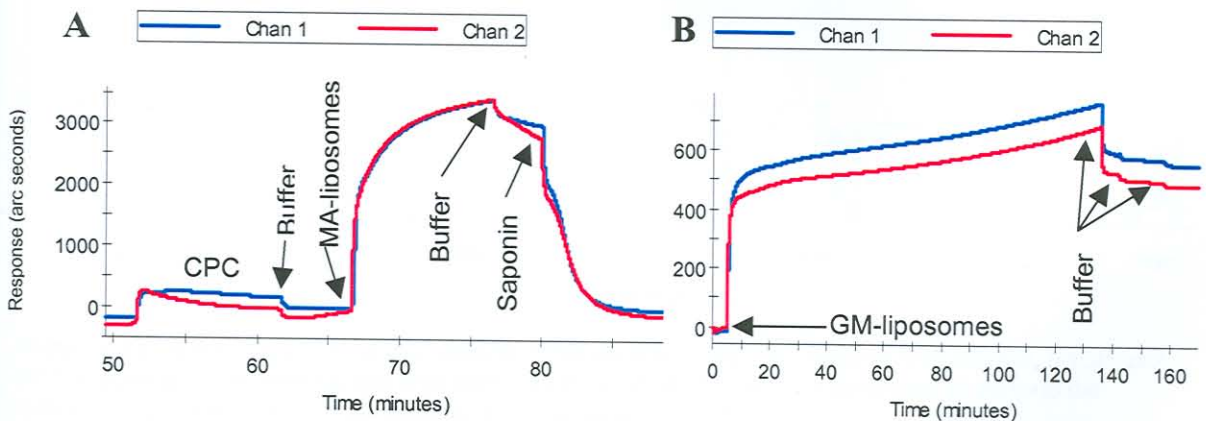 A
Chan 1 Chan 2
Response (arc seconds)
3000
2000
1000
0
CPC
Buffer
MA-liposomes
Buffer
Saponin
50 60 70 80
Time (minutes)
B
Chan 1 Chan 2
600
400
200
0
GM-liposomes
Buffer
0 20 40 60 80 100 120 140 160
Time (minutes)